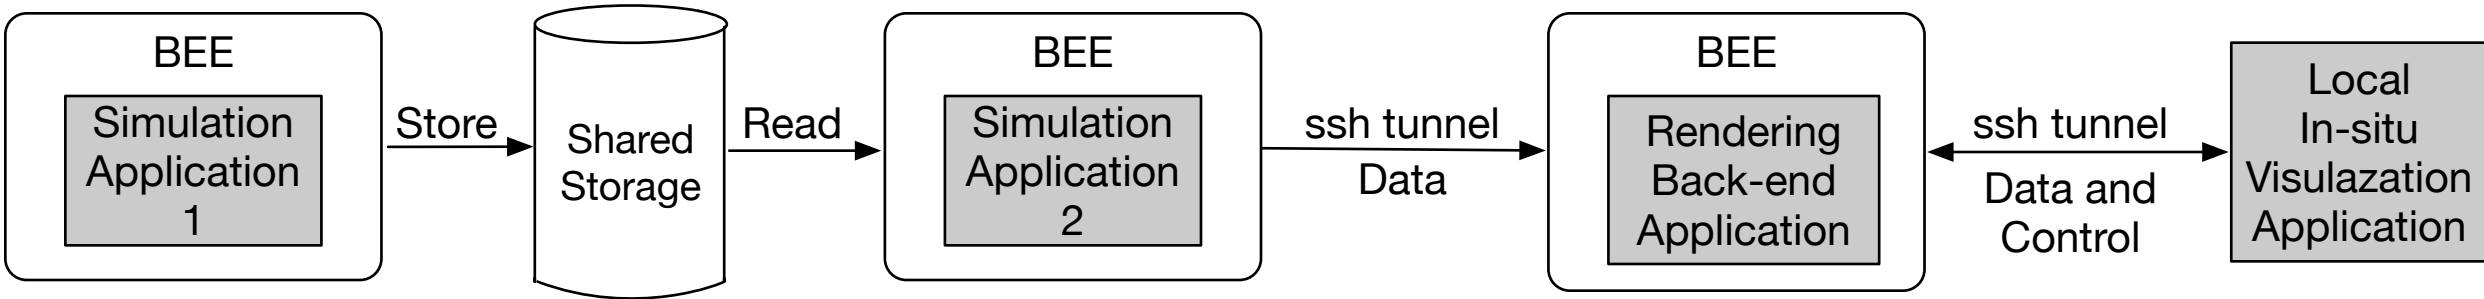 BEE
Simulation
Application
1
Store
Shared
Storage
Read
BEE
Simulation
Application
2
ssh tunnel
Data
BEE
Rendering
Back-end
Application
ssh tunnel
Data and
Control
Local
In-situ
Visulazation
Application